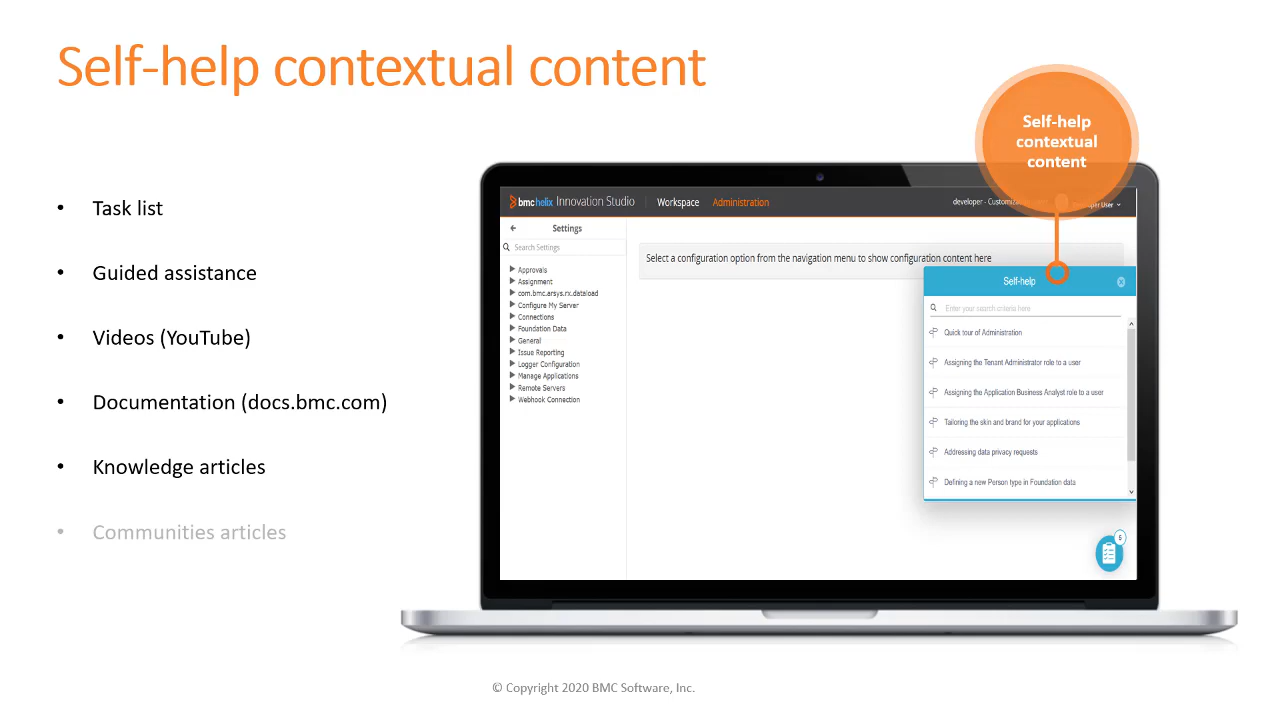 Self-help contextual content
Self-help
contextual
content
• Task list
• Guided assistance
• Videos (YouTube)
• Documentation (docs.bmc.com)
• Knowledge articles
• Communities articles
bmc helix Innovation Studio
Workspace
Administration
developer - Customiza
User
Settings
Search Settings
Approvals
Assignment
com.bmc.arsys.rx.dataload
Configure My Server
Connections
Foundation Data
General
Issue Reporting
Logger Configuration
Manage Applications
Remote Servers
Webhook Connection
Select a configuration option from the navigation menu to show configuration content here
Self-help
Enter your search criteria here
Quick tour of Administration
Assigning the Tenant Administrator role to a user
Assigning the Application Business Analyst role to a user
Tailoring the skin and brand for your applications
Addressing data privacy requests
Defining a new Person type in Foundation data
5
© Copyright 2020 BMC Software, Inc.